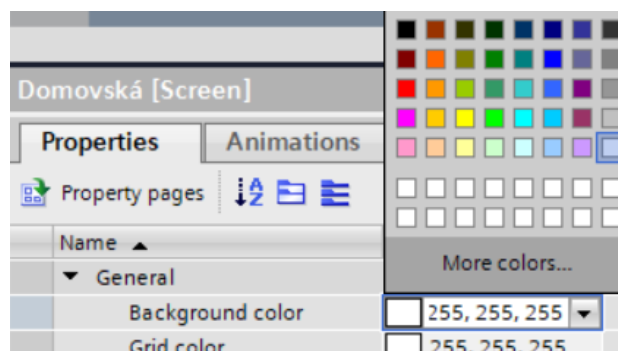 Domovská [Screen]
Properties
Animations
Property pages
Name
More colors...
General
Background color
255, 255, 255
Grid color
255, 255, 255